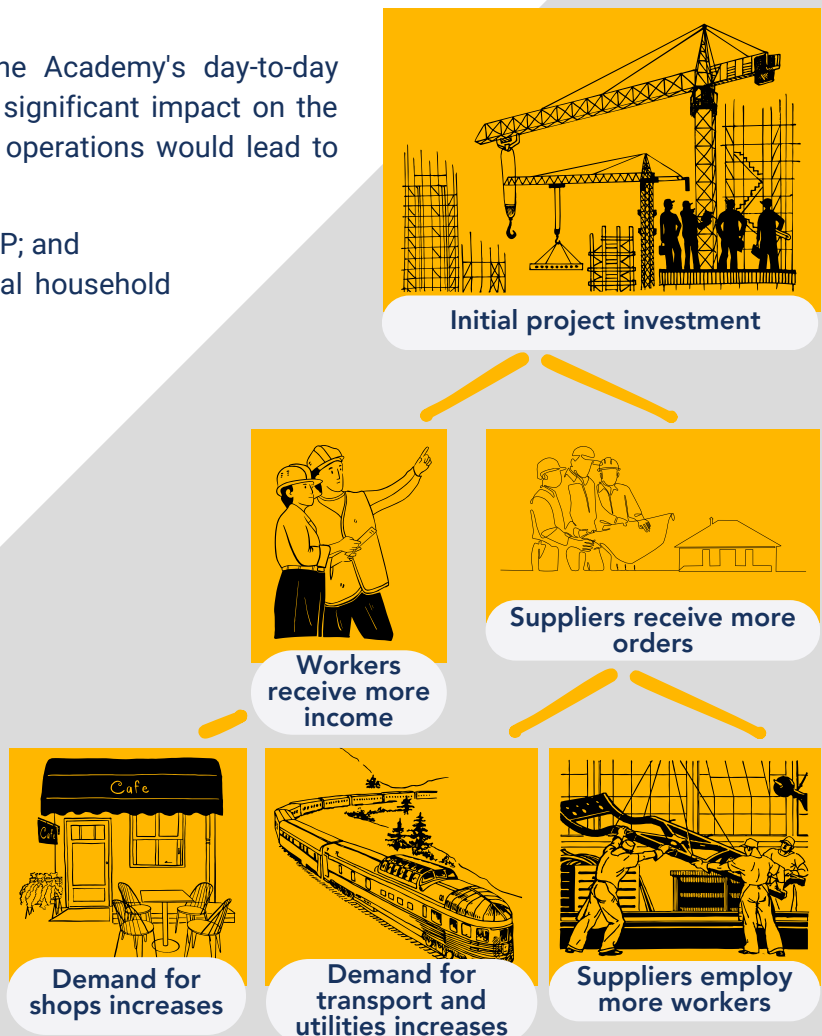 ne Academy's day-to-day
significant impact on the
operations would lead to
P; and
al household
Initial project investment
Workers
receive more
income
Suppliers receive more
orders
Cafe
Cafe
Demand for
shops increases
Demand for
transport and
utilities increases
Suppliers employ
more workers